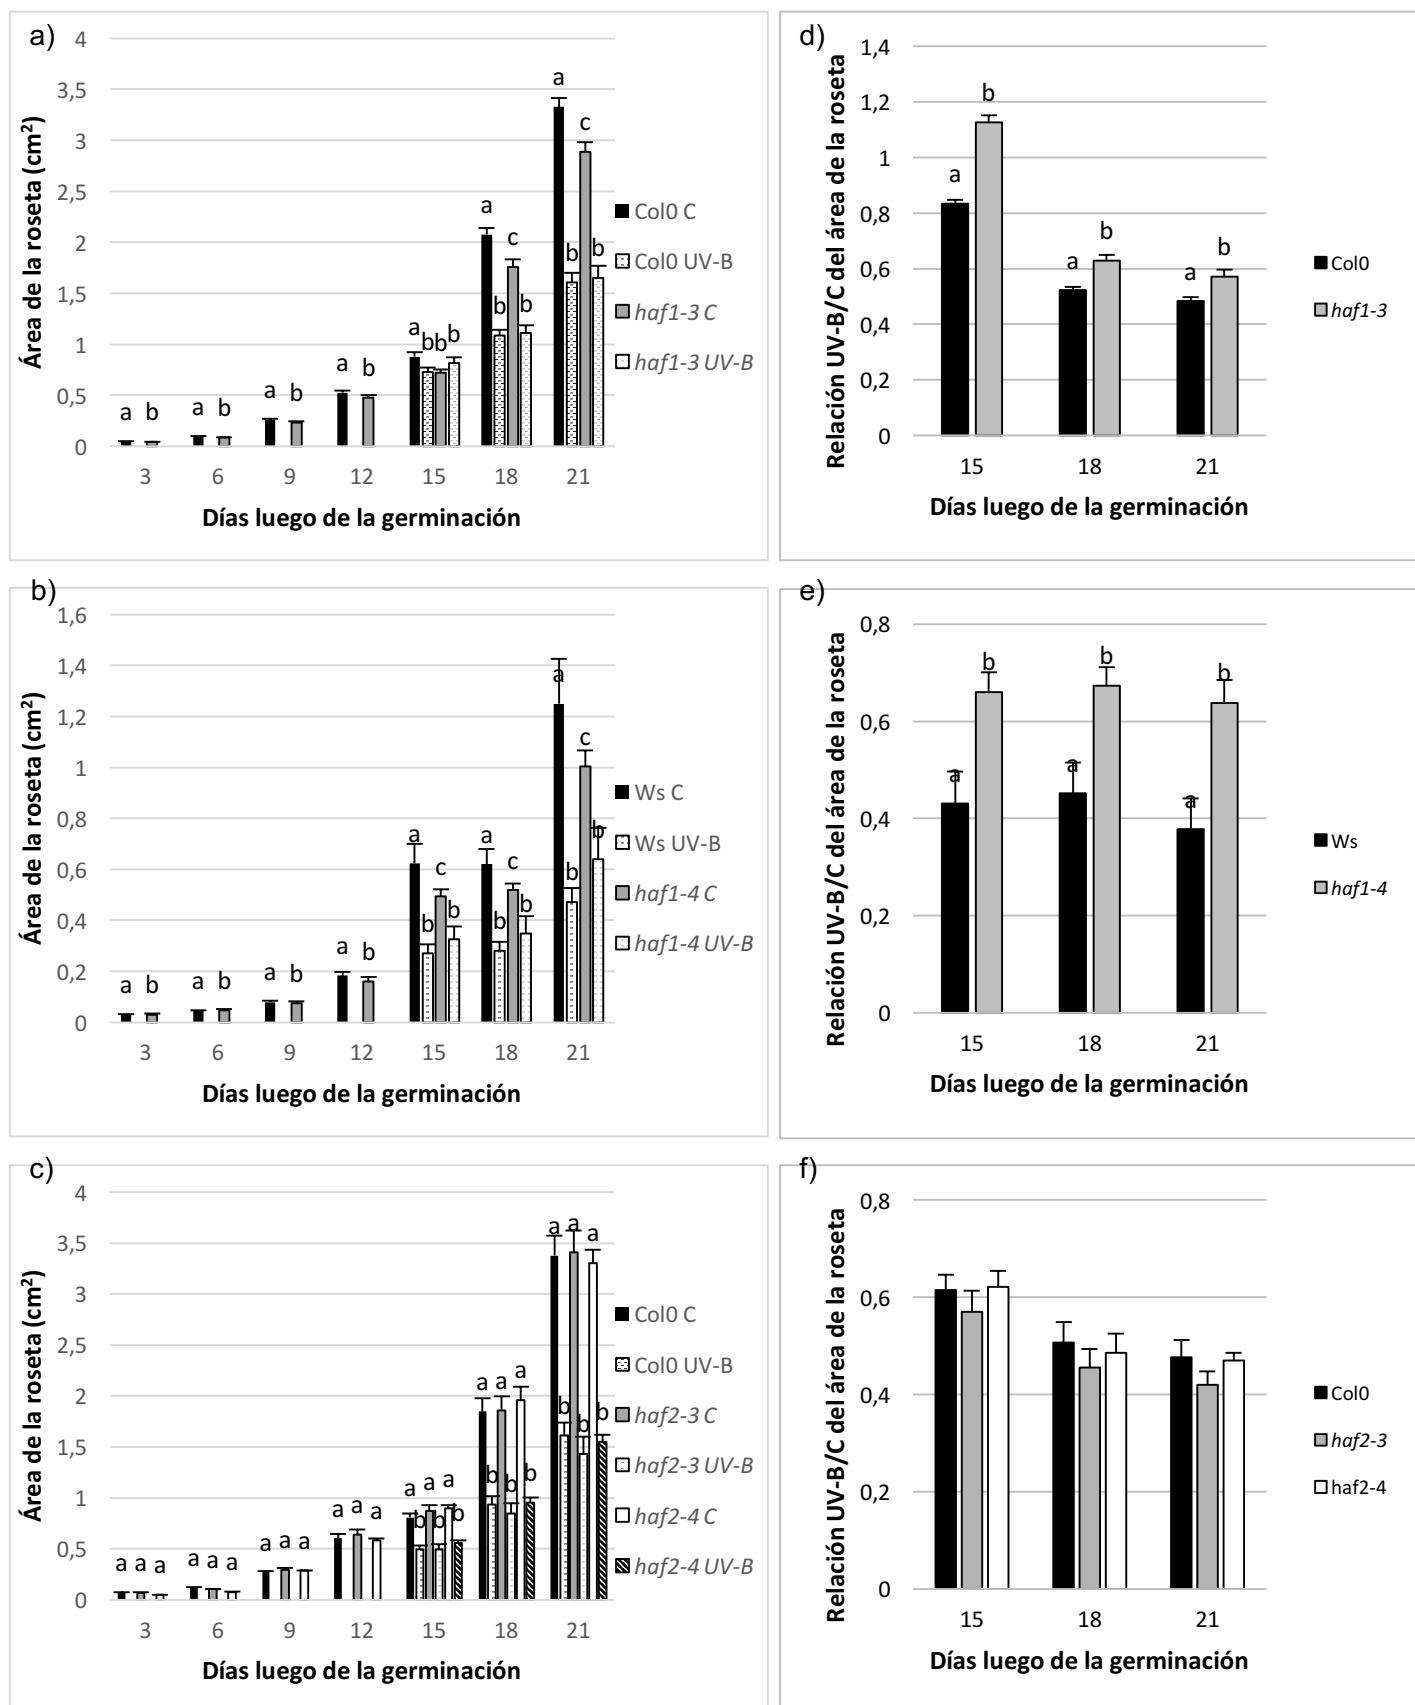 a)
Área de la roseta (cm²)
4
3,5
3
2,5
2
1,5
1
0,5
0
a b a b a b a b a b b b a b c b a b c b
3 6 9 12 15 18 21
Días luego de la germinación
Col0 C
Col0 UV-B
haf1-3 C
haf1-3 UV-B
d)
Relación UV-B/C del área de la roseta
1,4
1,2
1
0,8
0,6
0,4
0,2
0
a b a b a b
15 18 21
Días luego de la germinación
Col0
haf1-3
b)
Área de la roseta (cm²)
1,6
1,4
1,2
1
0,8
0,6
0,4
0,2
0
a b a b a b a b a b c b a b c b a b c b
3 6 9 12 15 18 21
Días luego de la germinación
Ws C
Ws UV-B
haf1-4 C
haf1-4 UV-B
e)
Relación UV-B/C del área de la roseta
0,8
0,6
0,4
0,2
0
a b a b a b
15 18 21
Días luego de la germinación
Ws
haf1-4
c)
Área de la roseta (cm²)
4
3,5
3
2,5
2
1,5
1
0,5
0
a a a a a a a a a a a a a b a b a b a b a b a b a b a b a b
3 6 9 12 15 18 21
Días luego de la germinación
Col0 C
Col0 UV-B
haf2-3 C
haf2-3 UV-B
haf2-4 C
haf2-4 UV-B
f)
Relación UV-B/C del área de la roseta
0,8
0,6
0,4
0,2
0
15 18 21
Días luego de la germinación
Col0
haf2-3
haf2-4